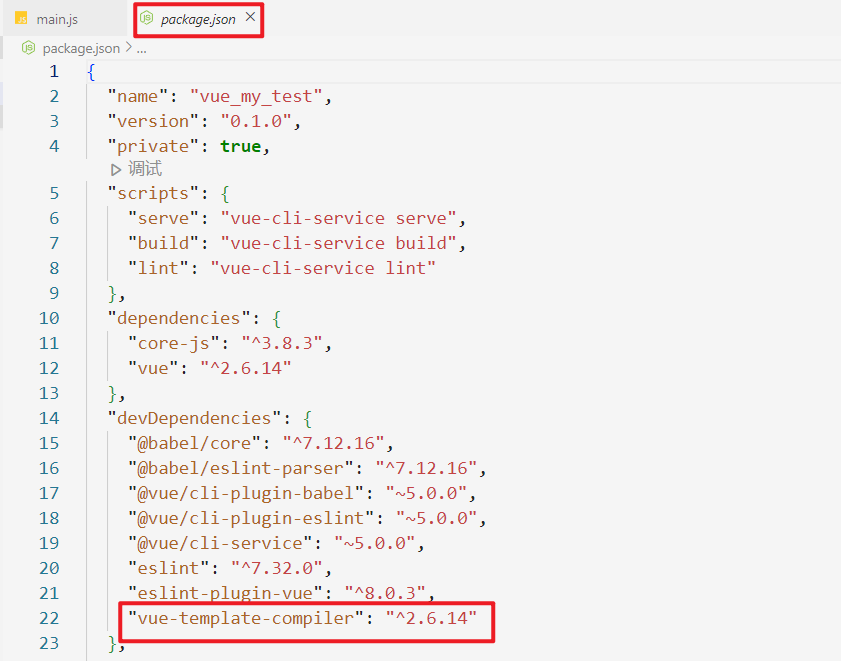 main.js package.json
package.json > ...
1 {
2 "name": "vue_my_test",
3 "version": "0.1.0",
4 "private": true,
调试
5 "scripts": {
6 "serve": "vue-cli-service serve",
7 "build": "vue-cli-service build",
8 "lint": "vue-cli-service lint"
9 },
10 "dependencies": {
11 "core-js": "^3.8.3",
12 "vue": "^2.6.14"
13 },
14 "devDependencies": {
15 "@babel/core": "^7.12.16",
16 "@babel/eslint-parser": "^7.12.16",
17 "@vue/cli-plugin-babel": "~5.0.0",
18 "@vue/cli-plugin-eslint": "~5.0.0",
19 "@vue/cli-service": "~5.0.0",
20 "eslint": "^7.32.0",
21 "eslint-plugin-vue": "^8.0.3",
22 "vue-template-compiler": "^2.6.14"
23 },